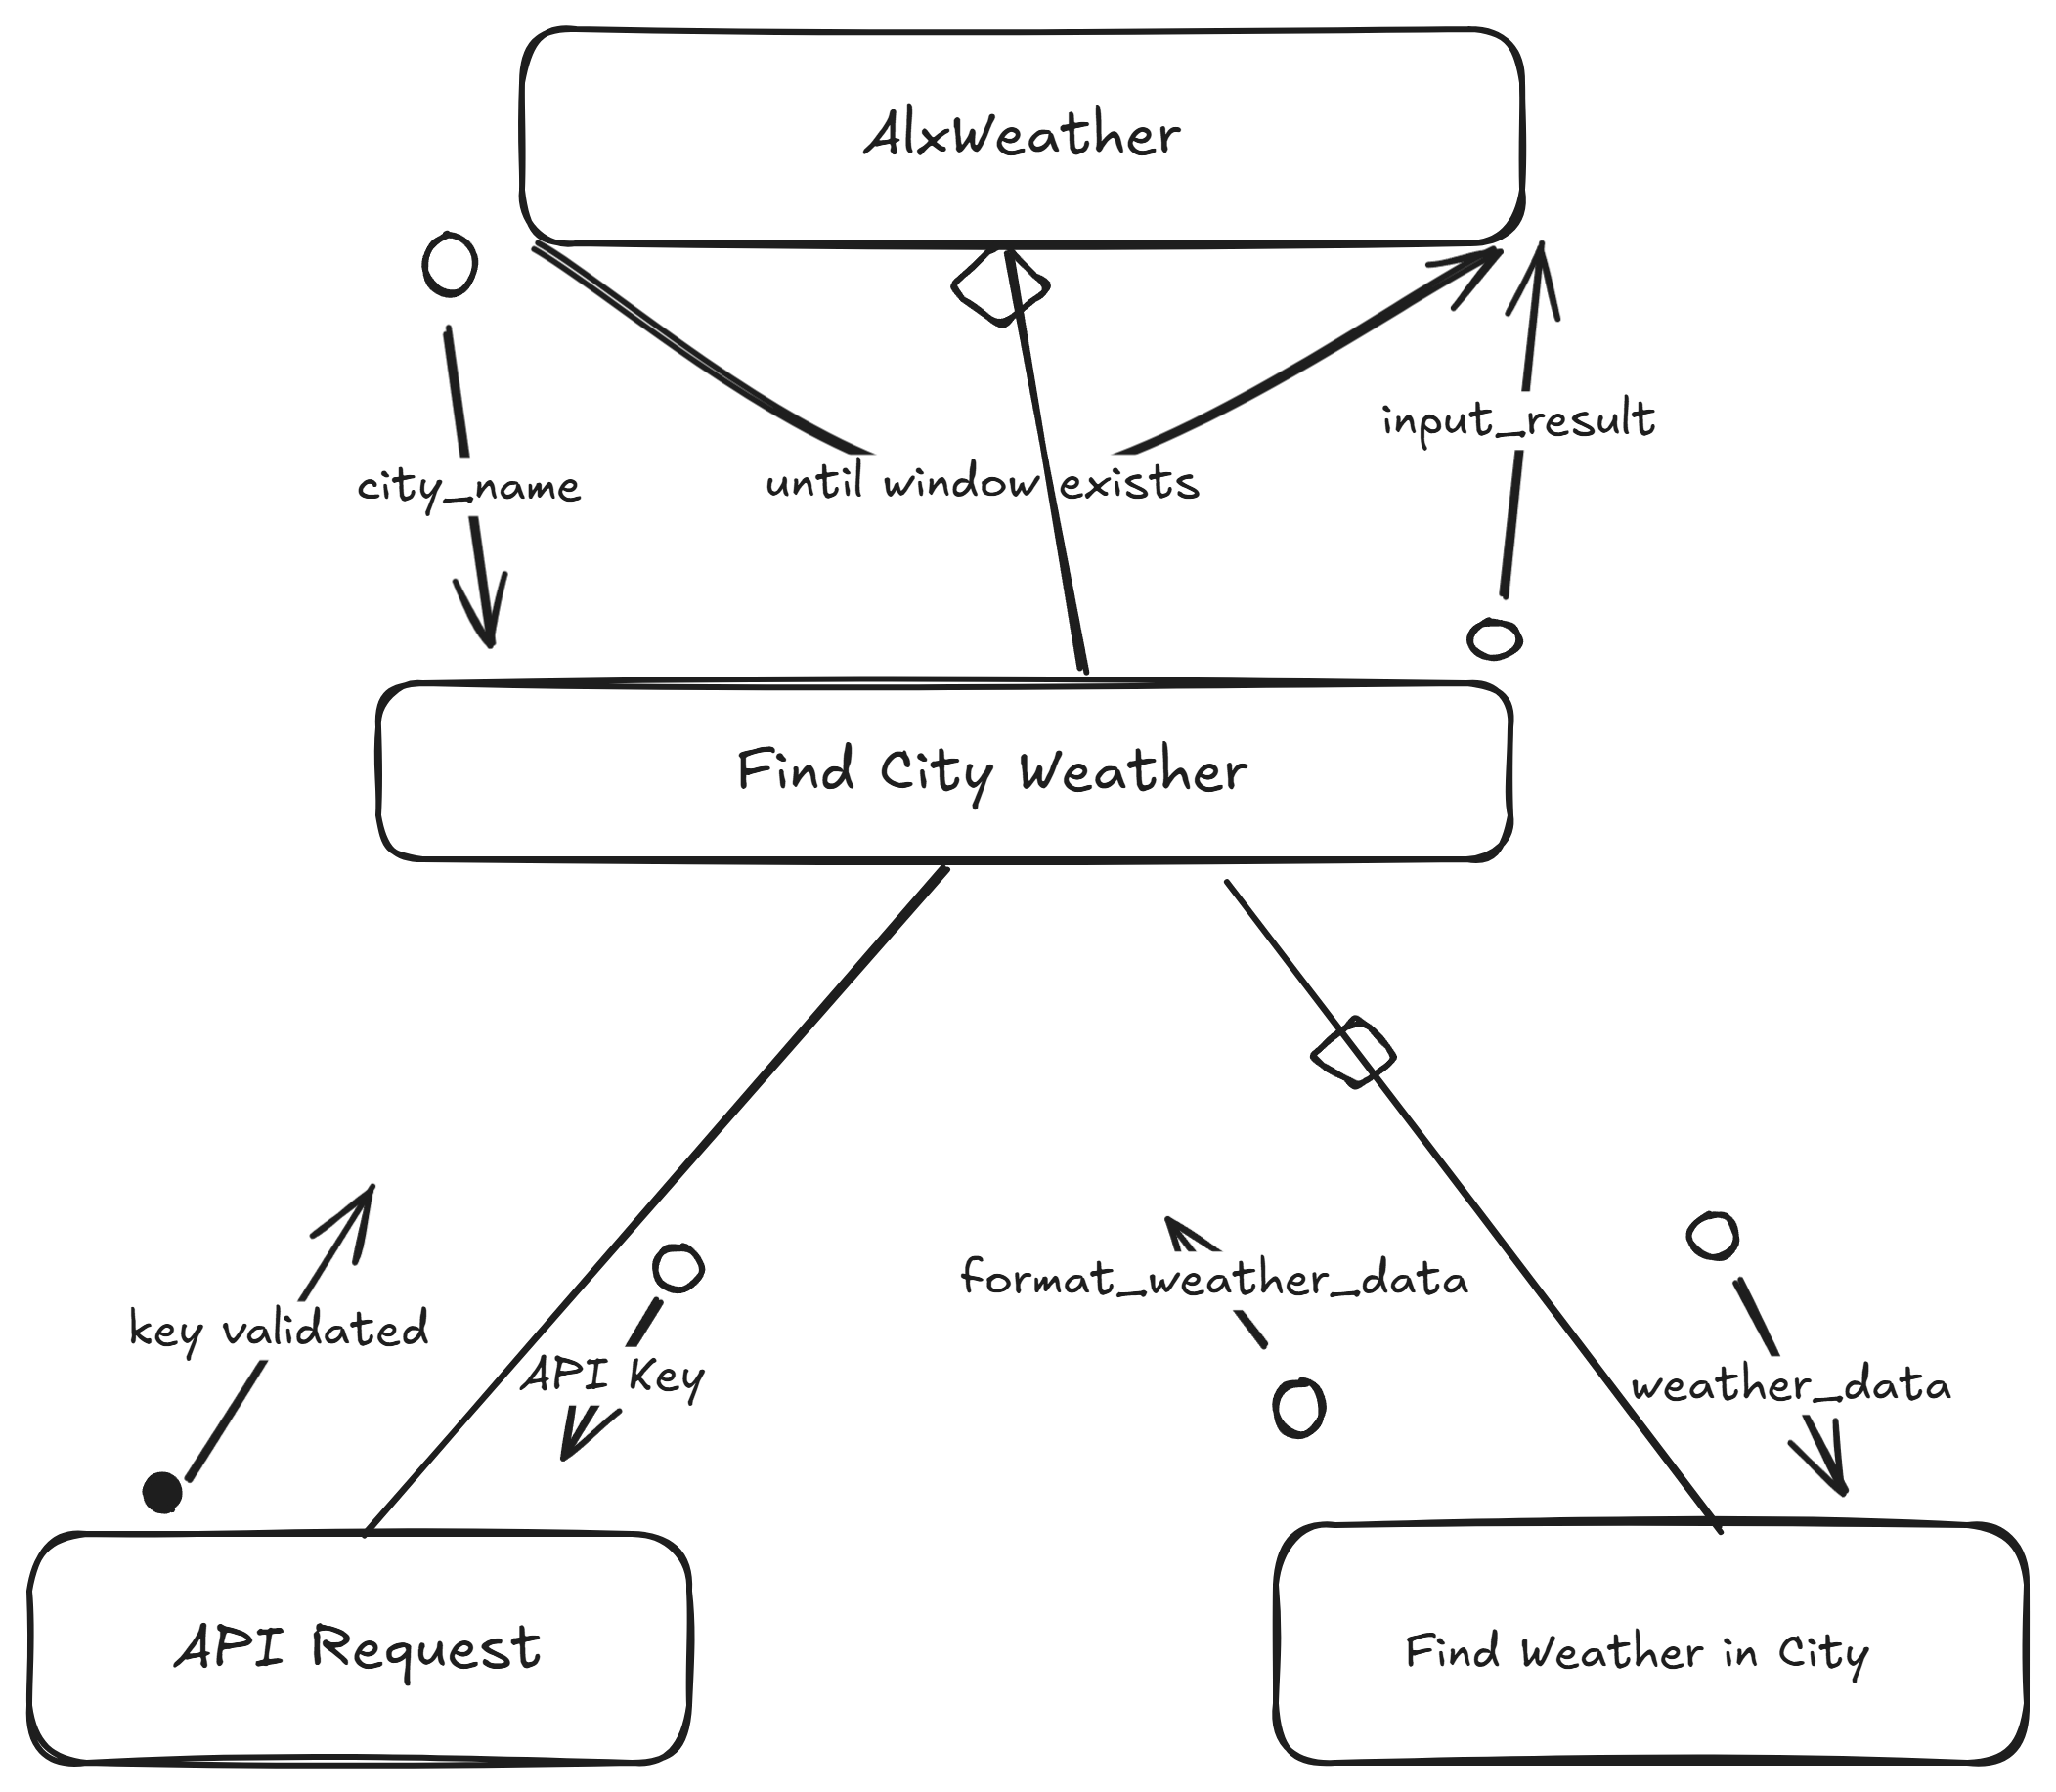 AlxWeather
city_name
until window exists
input_result
Find City Weather
key validated
API Key
format_weather_data
weather_data
API Request
Find Weather in City